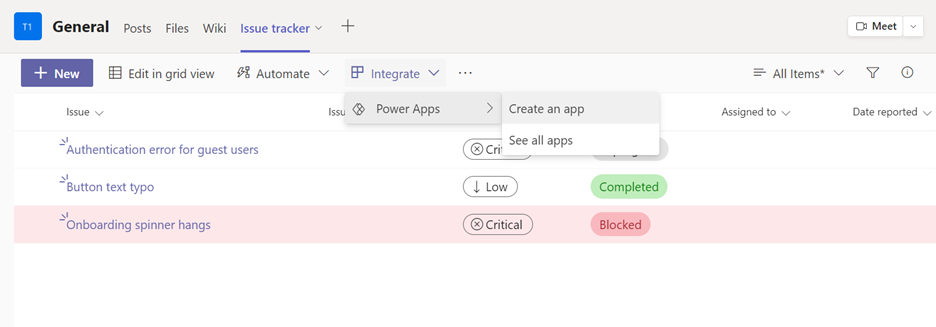 T1 General Posts Files Wiki Issue tracker Meet
New Edit in grid view Automate Integrate All Items*
Power Apps Create an app
See all apps
Issue Assigned to Date reported
Authentication error for guest users
Button text typo Low Completed
Onboarding spinner hangs Critical Blocked